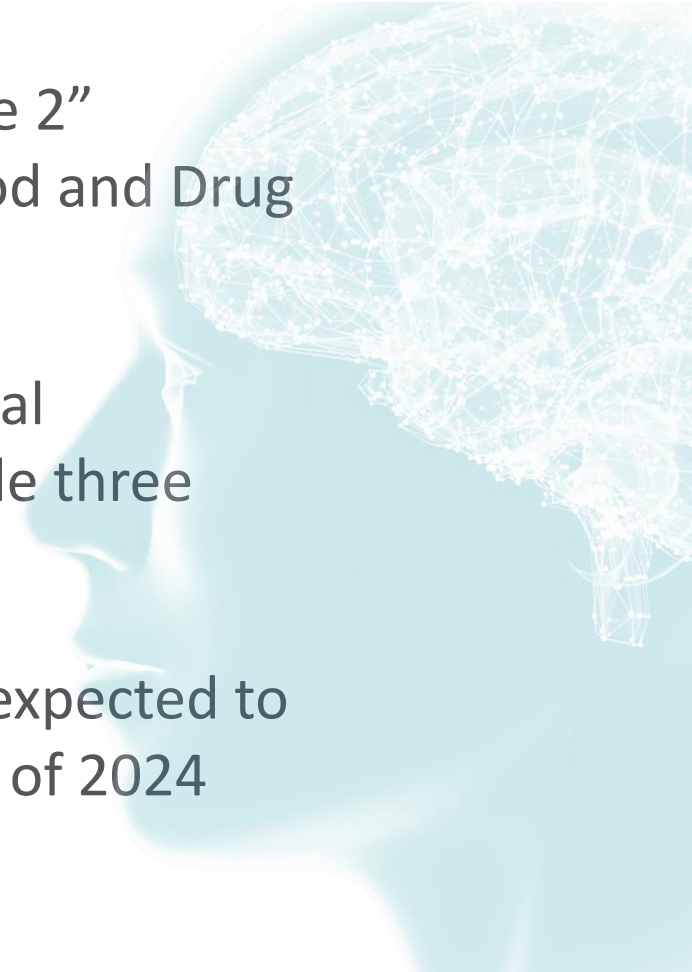 e 2”
od and Drug
al
le three
expected to
of 2024